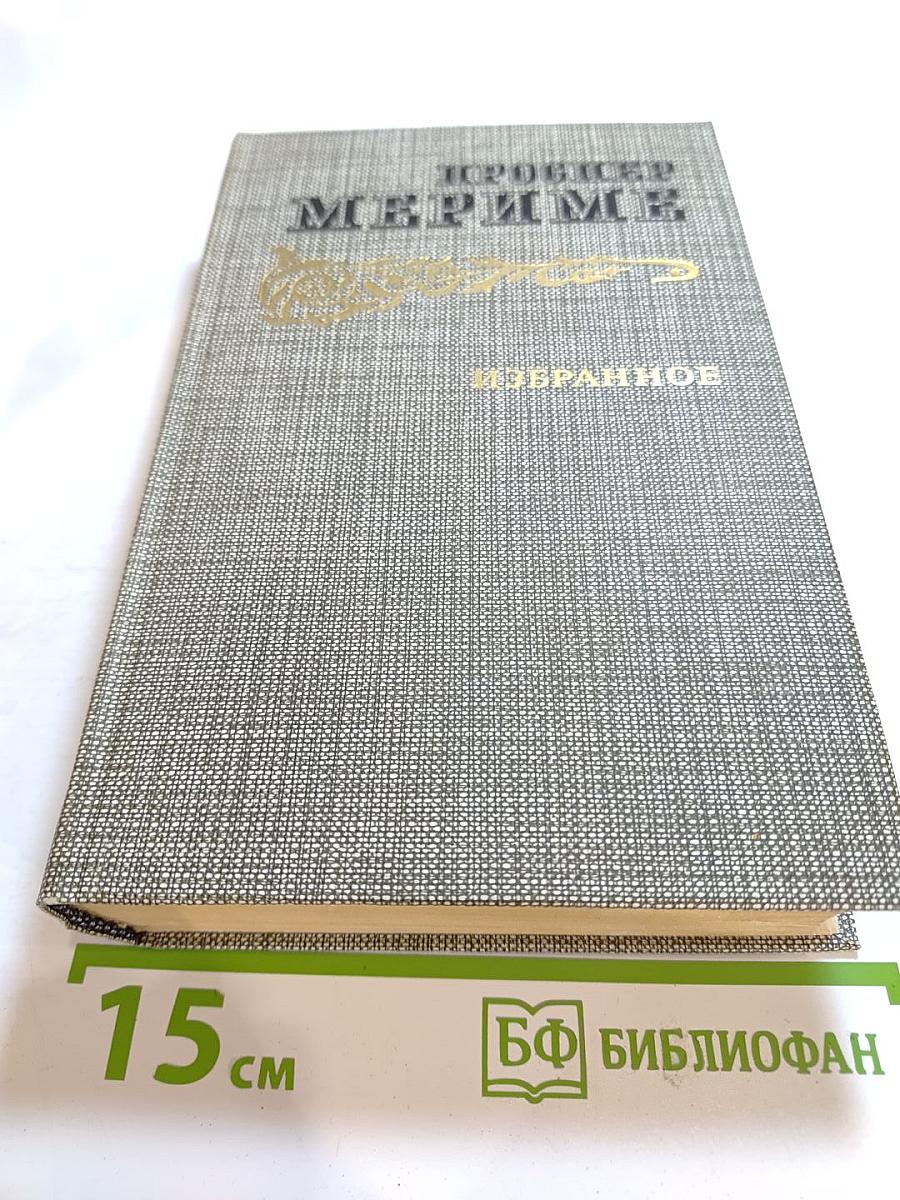 ПРОСПЕР
МЕРИМЕ
ИЗБРАННОЕ
15 см
БФ БИБЛИОФАН